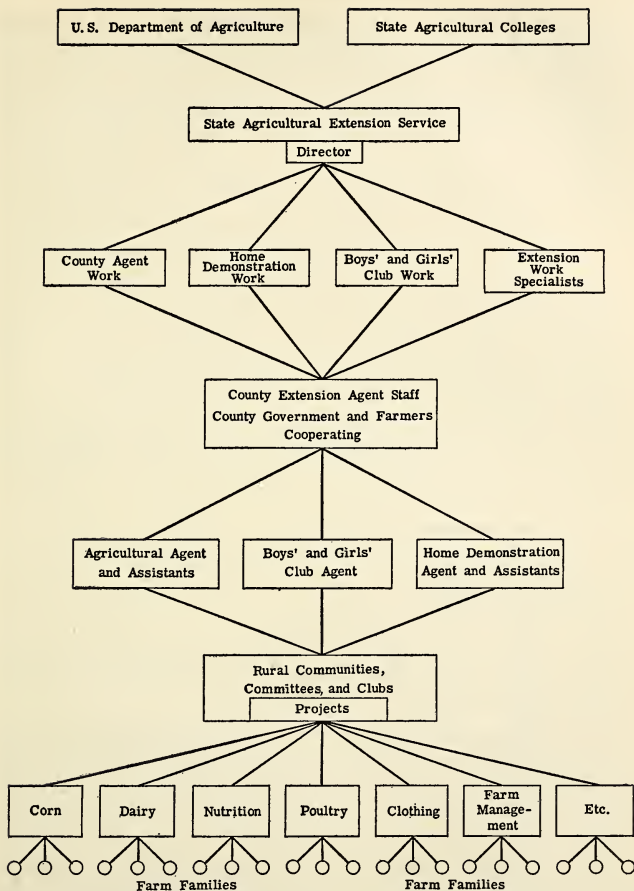 U. S. Department of Agriculture
State Agricultural Colleges
State Agricultural Extension Service
Director
County Agent
Work
Home
Demonstration
Work
Boys' and Girls'
Club Work
Extension
Work
Specialists
County Extension Agent Staff
County Government and Farmers
Cooperating
Agricultural Agent
and Assistants
Boys' and Girls'
Club Agent
Home Demonstration
Agent and Assistants
Rural Communities,
Committees, and Clubs
Projects
Corn
Dairy
Nutrition
Poultry
Clothing
Farm
Manage-
ment
Etc.
Farm Families
Farm Families